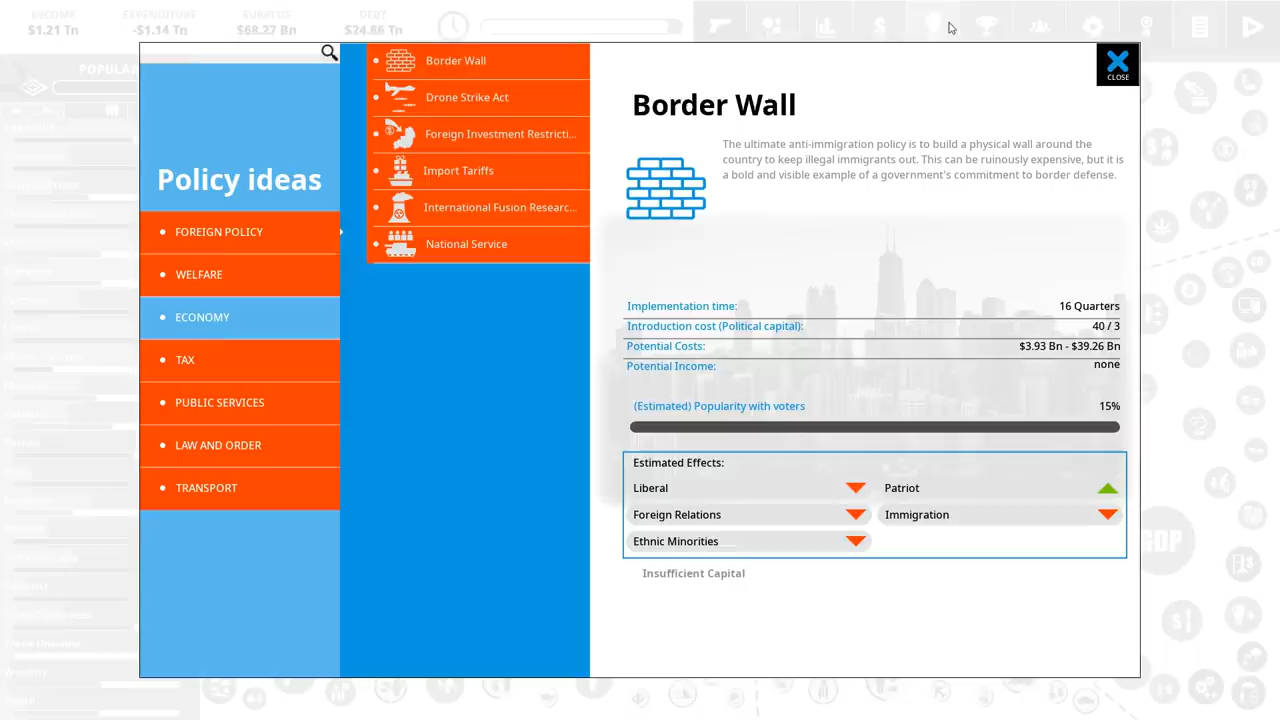 INCOME
EXPENDITURE
SURPLUS
DEBT
$1.21 Tn
-$1.14 Tn
$68.27 Bn
$24.86 Tn
CLOSE
Policy ideas
FOREIGN POLICY
WELFARE
ECONOMY
TAX
PUBLIC SERVICES
LAW AND ORDER
TRANSPORT
Border Wall
Drone Strike Act
Foreign Investment Restricti...
Import Tariffs
International Fusion Researc...
National Service
Border Wall
The ultimate anti-immigration policy is to build a physical wall around the
country to keep illegal immigrants out. This can be ruinously expensive, but it is
a bold and visible example of a government's commitment to border defense.
Implementation time: 16 Quarters
Introduction cost (Political capital): 40 / 3
Potential Costs: $3.93 Bn - $39.26 Bn
Potential Income: none
(Estimated) Popularity with voters 15%
Estimated Effects:
Liberal
Patriot
Foreign Relations
Immigration
Ethnic Minorities
Insufficient Capital
GDP